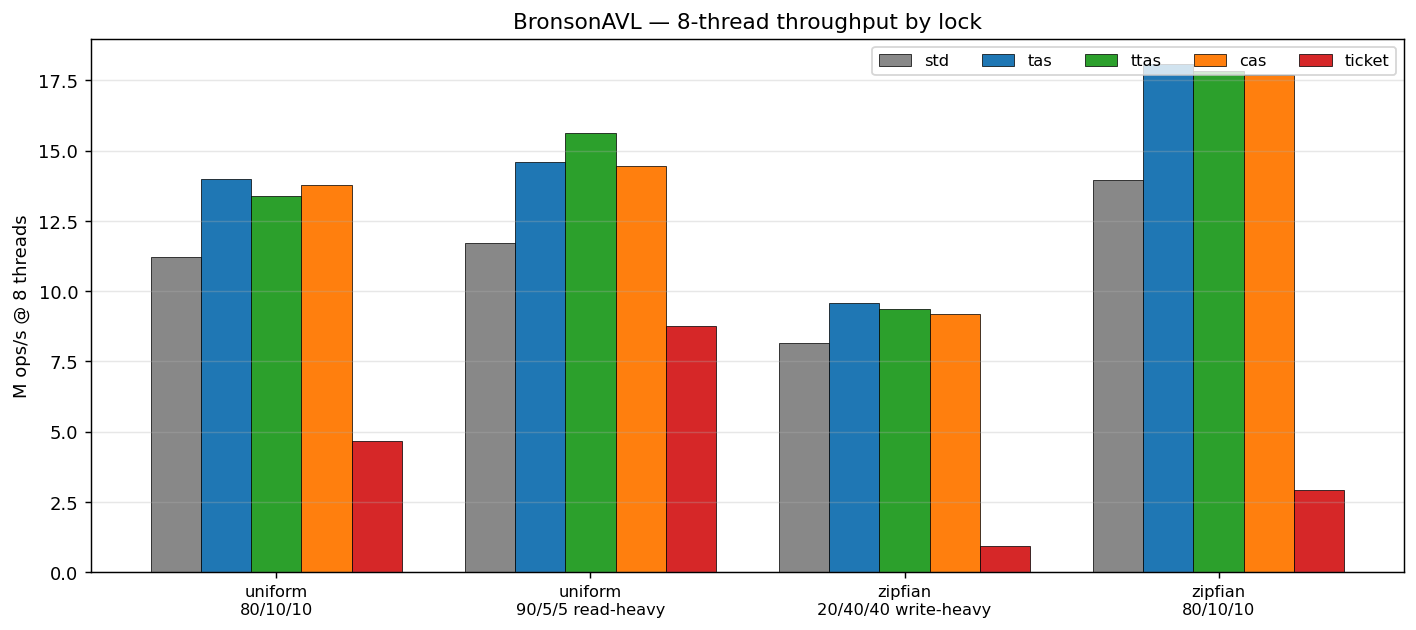 BronsonAVL — 8-thread throughput by lock
std tas ttas cas ticket
M ops/s @ 8 threads
17.5
15.0
12.5
10.0
7.5
5.0
2.5
0.0
uniform
80/10/10
uniform
90/5/5 read-heavy
zipfian
20/40/40 write-heavy
zipfian
80/10/10